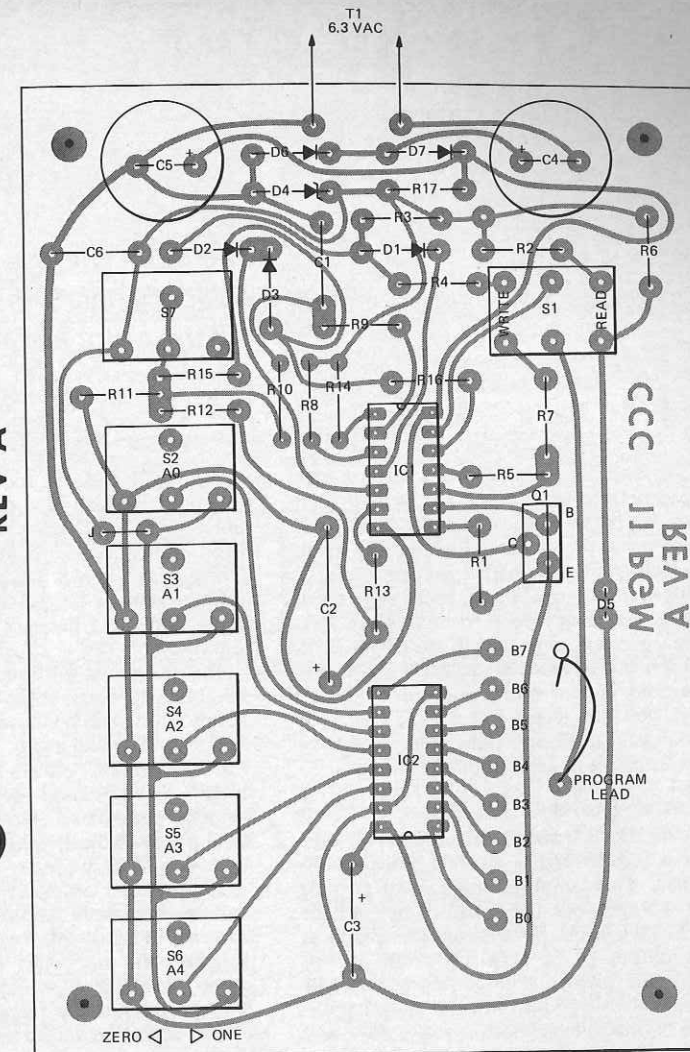 T1
6.3 VAC
C5
+
D6
D7
+
C4
D4
R17
R3
C6
D2
D1
R2
R6
D3
C1
R4
S7
R9
WRITE
S1
READ
R15
R10
R8
R14
R16
R11
R12
R7
CCC
S2
A0
IC1
R5
REV A
J
Q1
B
C
E
11 PGW
REV A
S3
A1
C2
R13
R1
D5
+
B7
S4
A2
B6
B5
IC2
B4
PROGRAM
LEAD
S5
A3
B3
B2
+
B1
C3
B0
S6
A4
ZERO ◁ ▷ ONE